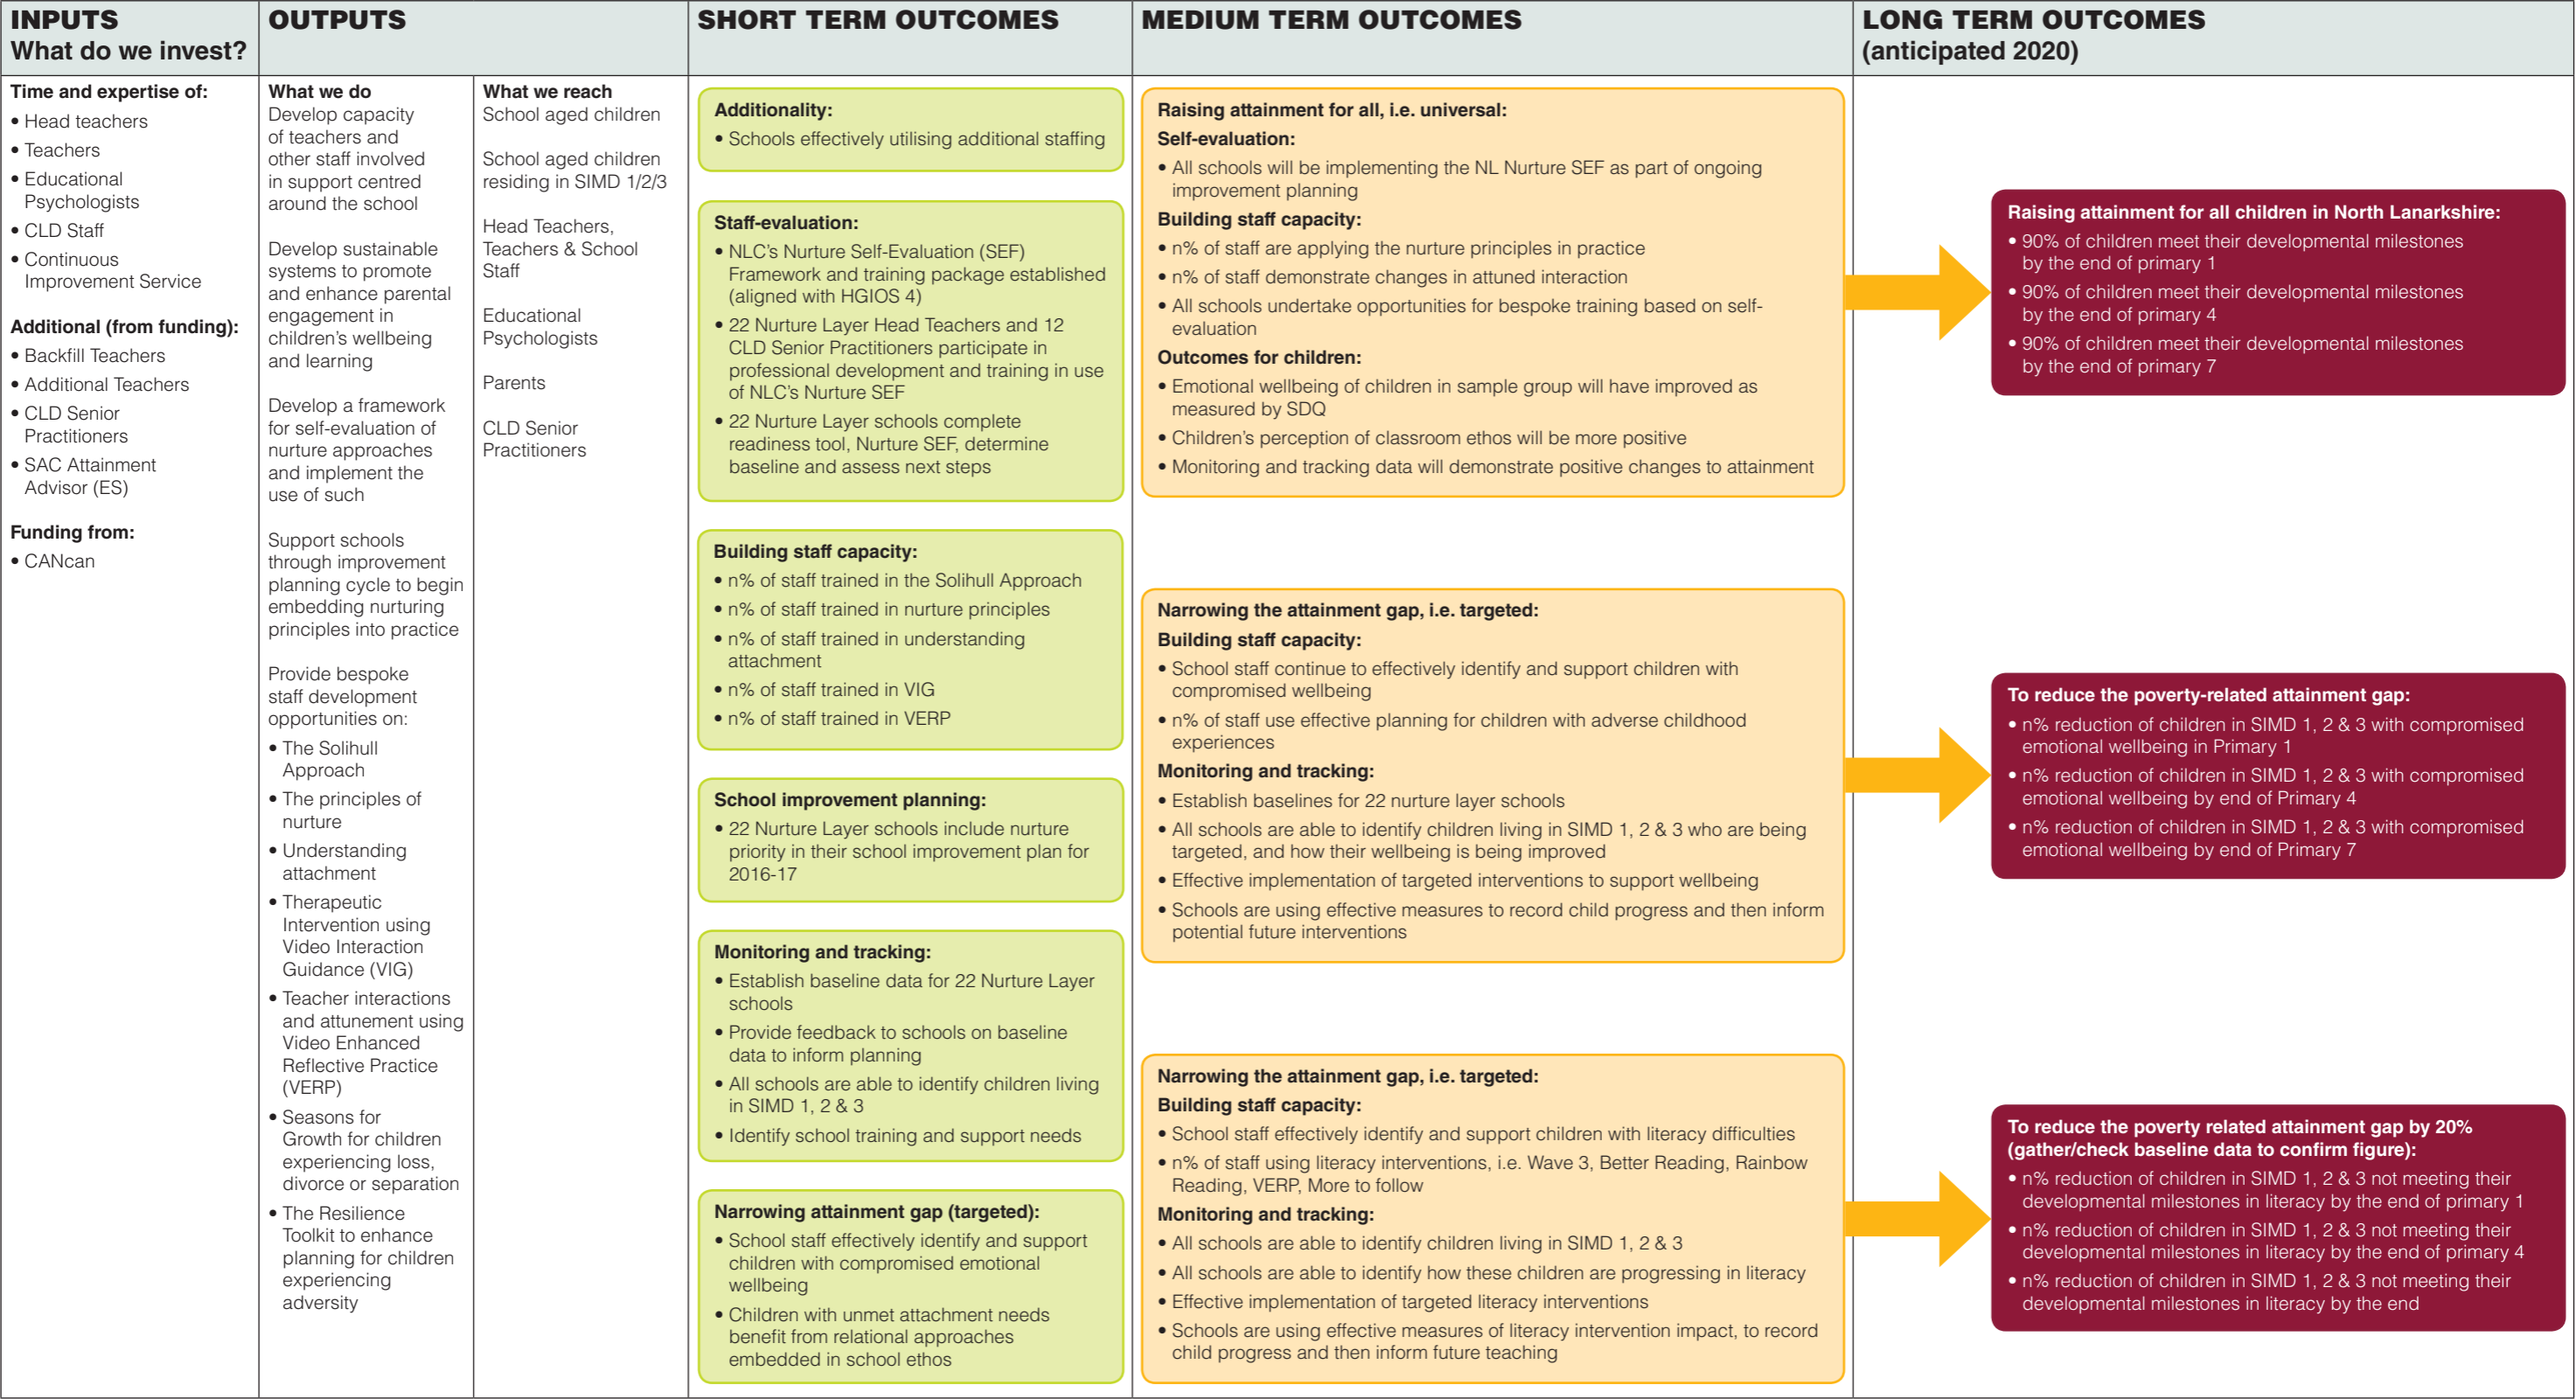 INPUTS
What do we invest?
Time and expertise of:
• Head teachers
• Teachers
• Educational
Psychologists
• CLD Staff
• Continuous
Improvement Service
Additional (from funding):
• Backfill Teachers
• Additional Teachers
• CLD Senior
Practitioners
• SAC Attainment
Advisor (ES)
Funding from:
• CANcan
OUTPUTS
What we do
Develop capacity
of teachers and
other staff involved
in support centred
around the school
Develop sustainable
systems to promote
and enhance parental
engagement in
children’s wellbeing
and learning
Develop a framework
for self-evaluation of
nurture approaches
and implement the
use of such
Support schools
through improvement
planning cycle to begin
embedding nurturing
principles into practice
Provide bespoke
staff development
opportunities on:
• The Solihull
Approach
• The principles of
nurture
• Understanding
attachment
• Therapeutic
Intervention using
Video Interaction
Guidance (VIG)
• Teacher interactions
and attunement using
Video Enhanced
Reflective Practice
(VERP)
• Seasons for
Growth for children
experiencing loss,
divorce or separation
• The Resilience
Toolkit to enhance
planning for children
experiencing
adversity
What we reach
School aged children
School aged children
residing in SIMD 1/2/3
Head Teachers,
Teachers & School
Staff
Educational
Psychologists
Parents
CLD Senior
Practitioners
SHORT TERM OUTCOMES
Additionality:
• Schools effectively utilising additional staffing
Staff-evaluation:
• NLC’s Nurture Self-Evaluation (SEF)
Framework and training package established
(aligned with HGIOS 4)
• 22 Nurture Layer Head Teachers and 12
CLD Senior Practitioners participate in
professional development and training in use
of NLC’s Nurture SEF
• 22 Nurture Layer schools complete
readiness tool, Nurture SEF, determine
baseline and assess next steps
Building staff capacity:
• n% of staff trained in the Solihull Approach
• n% of staff trained in nurture principles
• n% of staff trained in understanding
attachment
• n% of staff trained in VIG
• n% of staff trained in VERP
School improvement planning:
• 22 Nurture Layer schools include nurture
priority in their school improvement plan for
2016-17
Monitoring and tracking:
• Establish baseline data for 22 Nurture Layer
schools
• Provide feedback to schools on baseline
data to inform planning
• All schools are able to identify children living
in SIMD 1, 2 & 3
• Identify school training and support needs
Narrowing attainment gap (targeted):
• School staff effectively identify and support
children with compromised emotional
wellbeing
• Children with unmet attachment needs
benefit from relational approaches
embedded in school ethos
MEDIUM TERM OUTCOMES
Raising attainment for all, i.e. universal:
Self-evaluation:
• All schools will be implementing the NL Nurture SEF as part of ongoing
improvement planning
Building staff capacity:
• n% of staff are applying the nurture principles in practice
• n% of staff demonstrate changes in attuned interaction
• All schools undertake opportunities for bespoke training based on self-
evaluation
Outcomes for children:
• Emotional wellbeing of children in sample group will have improved as
measured by SDQ
• Children’s perception of classroom ethos will be more positive
• Monitoring and tracking data will demonstrate positive changes to attainment
Narrowing the attainment gap, i.e. targeted:
Building staff capacity:
• School staff continue to effectively identify and support children with
compromised wellbeing
• n% of staff use effective planning for children with adverse childhood
experiences
Monitoring and tracking:
• Establish baselines for 22 nurture layer schools
• All schools are able to identify children living in SIMD 1, 2 & 3 who are being
targeted, and how their wellbeing is being improved
• Effective implementation of targeted interventions to support wellbeing
• Schools are using effective measures to record child progress and then inform
potential future interventions
Narrowing the attainment gap, i.e. targeted:
Building staff capacity:
• School staff effectively identify and support children with literacy difficulties
• n% of staff using literacy interventions, i.e. Wave 3, Better Reading, Rainbow
Reading, VERP, More to follow
Monitoring and tracking:
• All schools are able to identify children living in SIMD 1, 2 & 3
• All schools are able to identify how these children are progressing in literacy
• Effective implementation of targeted literacy interventions
• Schools are using effective measures of literacy intervention impact, to record
child progress and then inform future teaching
LONG TERM OUTCOMES
(anticipated 2020)
Raising attainment for all children in North Lanarkshire:
• 90% of children meet their developmental milestones
by the end of primary 1
• 90% of children meet their developmental milestones
by the end of primary 4
• 90% of children meet their developmental milestones
by the end of primary 7
To reduce the poverty-related attainment gap:
• n% reduction of children in SIMD 1, 2 & 3 with compromised
emotional wellbeing in Primary 1
• n% reduction of children in SIMD 1, 2 & 3 with compromised
emotional wellbeing by end of Primary 4
• n% reduction of children in SIMD 1, 2 & 3 with compromised
emotional wellbeing by end of Primary 7
To reduce the poverty related attainment gap by 20%
(gather/check baseline data to confirm figure):
• n% reduction of children in SIMD 1, 2 & 3 not meeting their
developmental milestones in literacy by the end of primary 1
• n% reduction of children in SIMD 1, 2 & 3 not meeting their
developmental milestones in literacy by the end of primary 4
• n% reduction of children in SIMD 1, 2 & 3 not meeting their
developmental milestones in literacy by the end